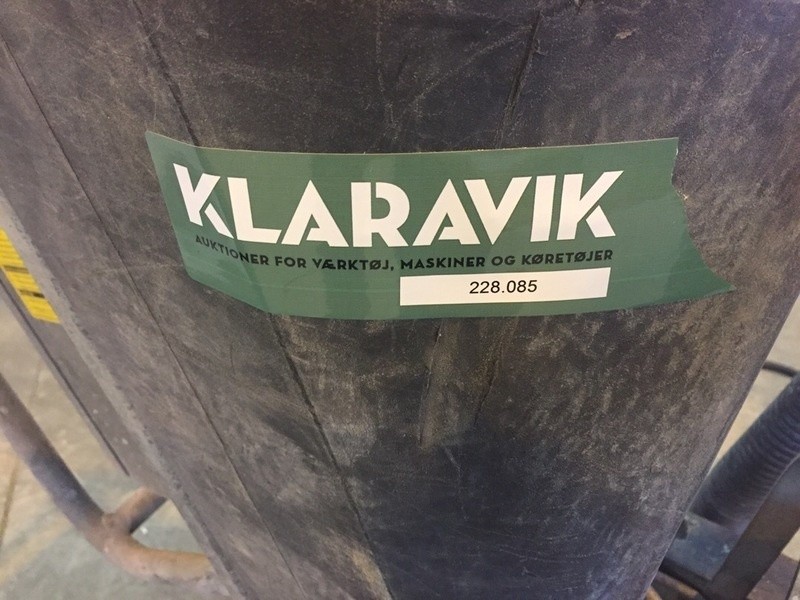 KLARAVIK
AUKTIONER FOR VÆRKTØJ, MASKINER OG KØRETØJER
228.085